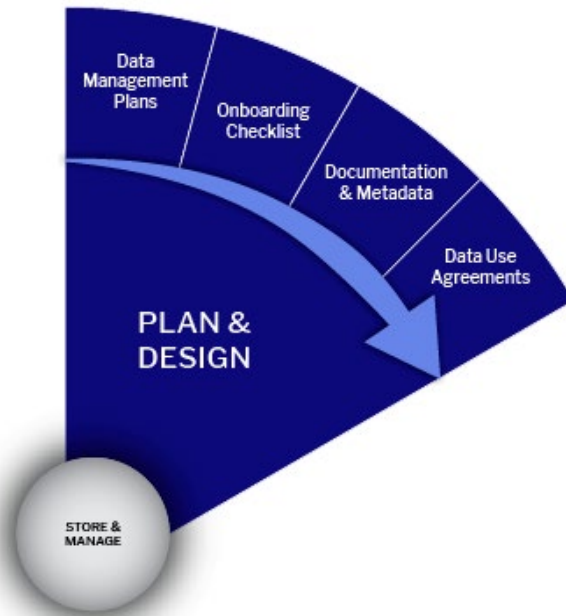 Data
Management
Plans
Onboarding
Checklist
Documentation
& Metadata
Data Use
Agreements
PLAN &
DESIGN
STORE &
MANAGE